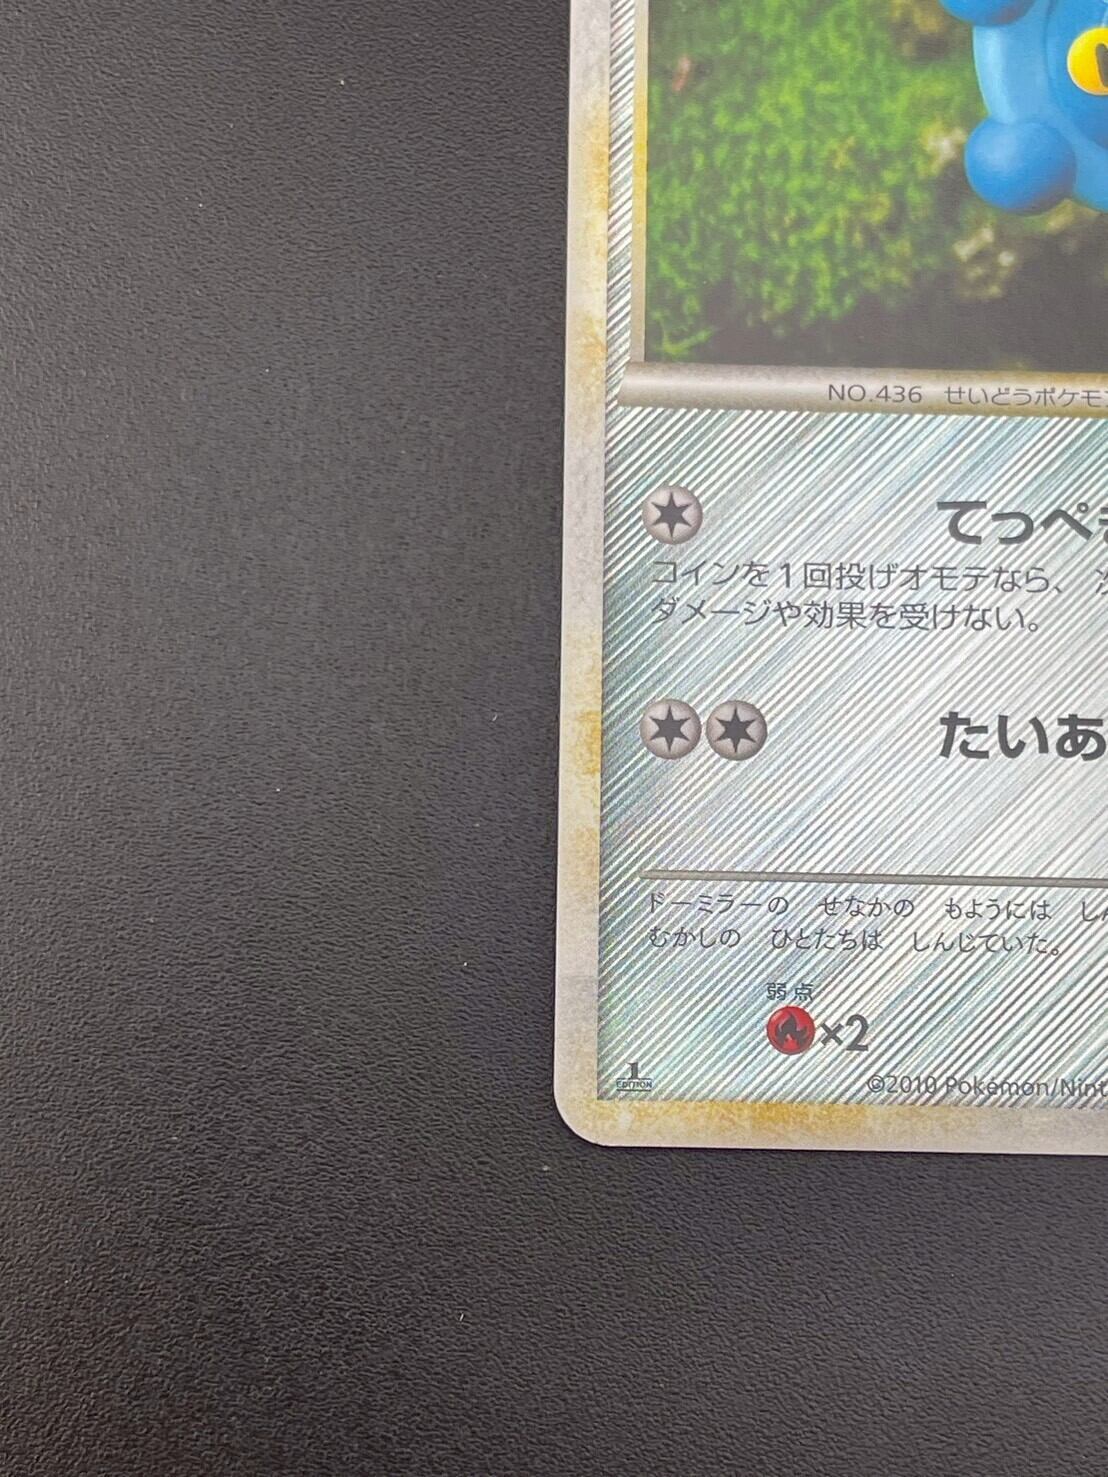 NO.436 せいどうポケモ
てっぺ
コインを1回投げオモテなら、
ダメージや効果を受けない。
たいあ
ドーミラーの せなかの もようには し
むかしの ひとたちは しんじていた。
弱点
×2
1
EDITION
©2010 Pokémon/Nint